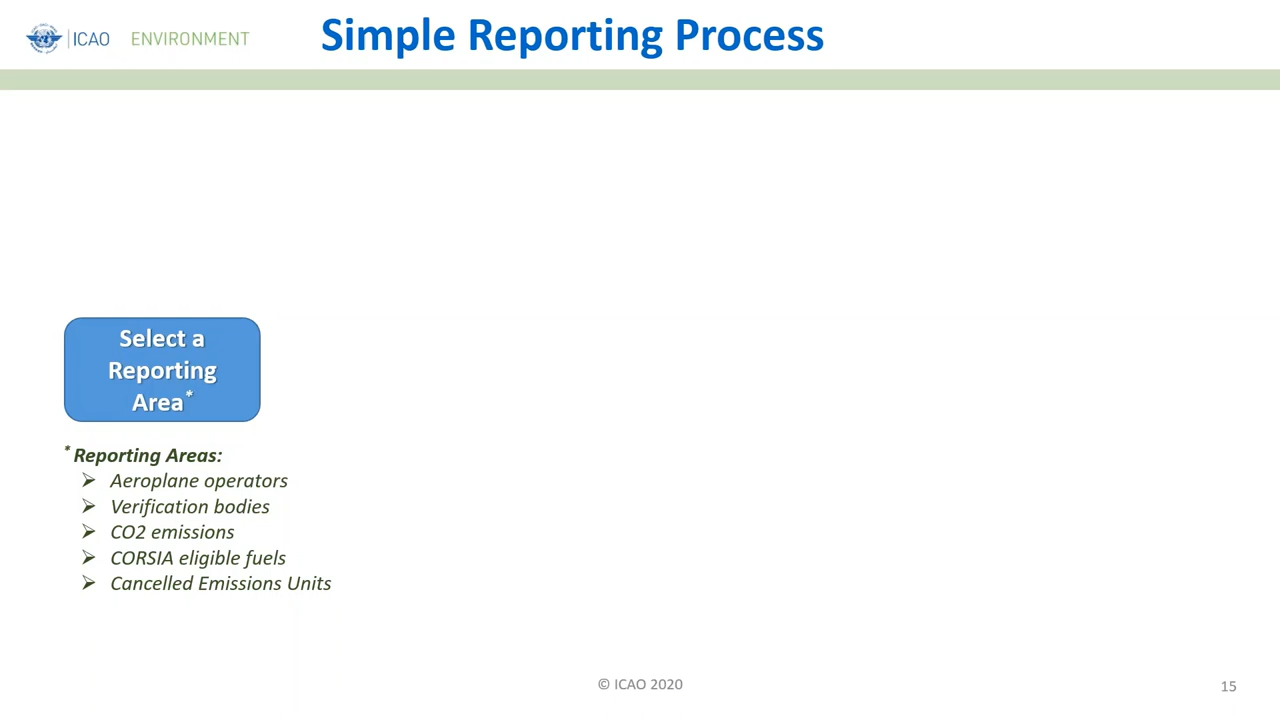 ICAO ENVIRONMENT
Simple Reporting Process
Select a
Reporting
Area*
* Reporting Areas:
➢ Aeroplane operators
➢ Verification bodies
➢ CO2 emissions
➢ CORSIA eligible fuels
➢ Cancelled Emissions Units
© ICAO 2020
15